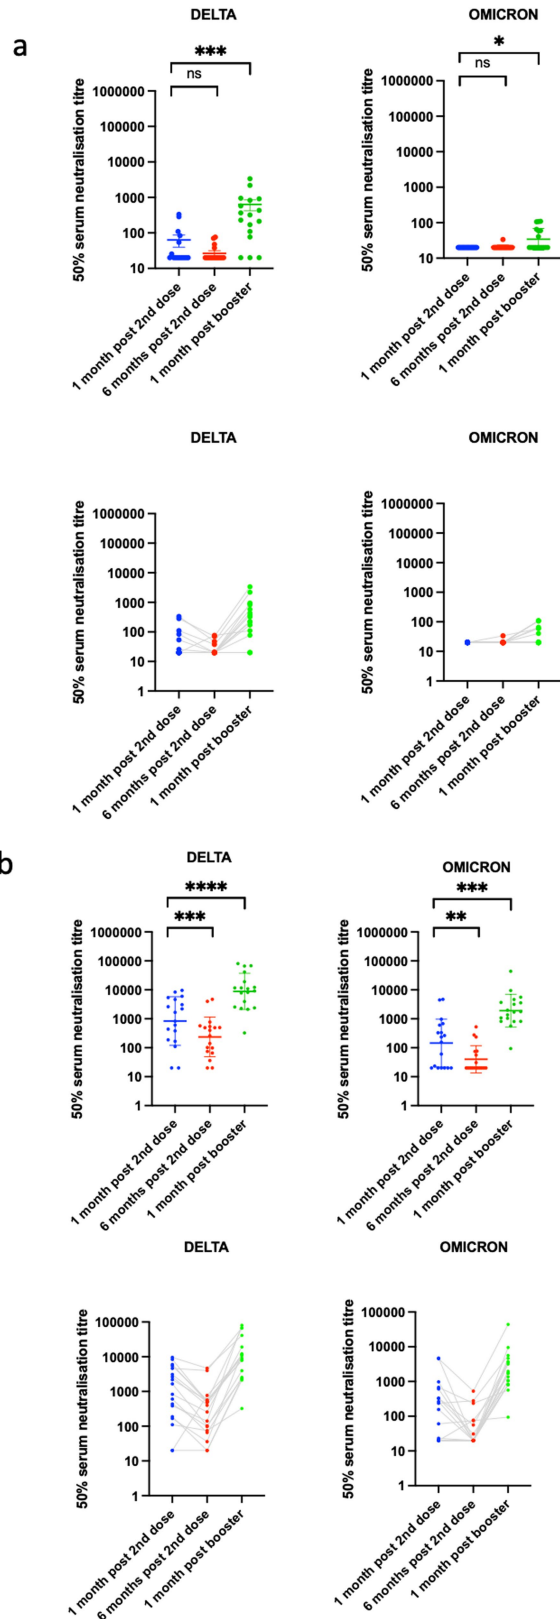 a
DELTA
***
ns
50% serum neutralisation titre
1000000
100000
10000
1000
100
10
1 month post 2nd dose
6 months post 2nd dose
1 month post booster
OMICRON
*
ns
50% serum neutralisation titre
1000000
100000
10000
1000
100
10
1 month post 2nd dose
6 months post 2nd dose
1 month post booster
DELTA
50% serum neutralisation titre
1000000
100000
10000
1000
100
10
1
1 month post 2nd dose
6 months post 2nd dose
1 month post booster
OMICRON
50% serum neutralisation titre
1000000
100000
10000
1000
100
10
1
1 month post 2nd dose
6 months post 2nd dose
1 month post booster
b
DELTA
****
***
50% serum neutralisation titre
1000000
100000
10000
1000
100
10
1
1 month post 2nd dose
6 months post 2nd dose
1 month post booster
OMICRON
***
**
50% serum neutralisation titre
1000000
100000
10000
1000
100
10
1
1 month post 2nd dose
6 months post 2nd dose
1 month post booster
DELTA
50% serum neutralisation titre
100000
10000
1000
100
10
1
1 month post 2nd dose
6 months post 2nd dose
1 month post booster
OMICRON
50% serum neutralisation titre
100000
10000
1000
100
10
1
1 month post 2nd dose
6 months post 2nd dose
1 month post booster